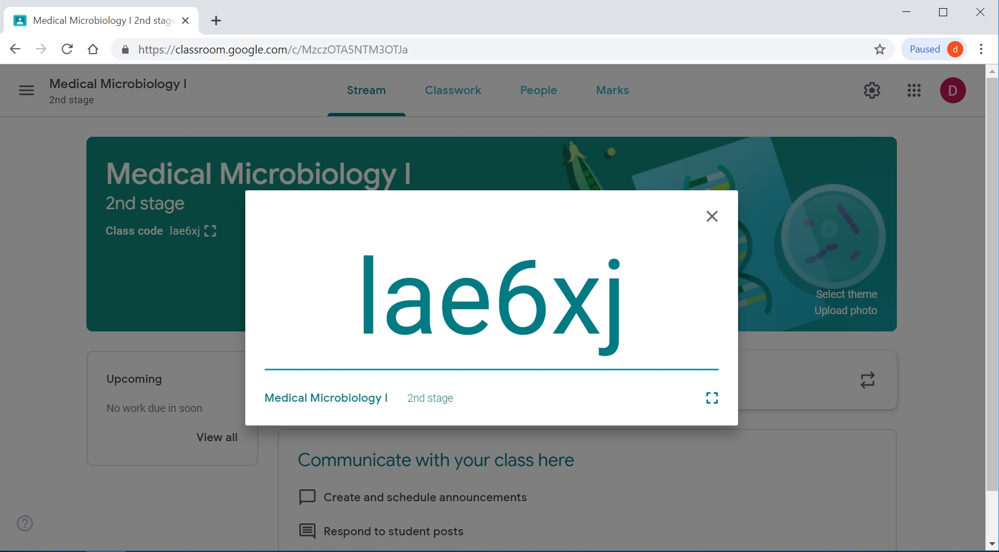 Medical Microbiology I 2nd stage
https://classroom.google.com/c/MzczOTA5NTM3OTJa
Paused d
Medical Microbiology I
2nd stage
Stream Classwork People Marks
D
Medical Microbiology I
2nd stage
Class code lae6xj
lae6xj
Medical Microbiology I 2nd stage
Select theme
Upload photo
Upcoming
No work due in soon
View all
Communicate with your class here
Create and schedule announcements
Respond to student posts